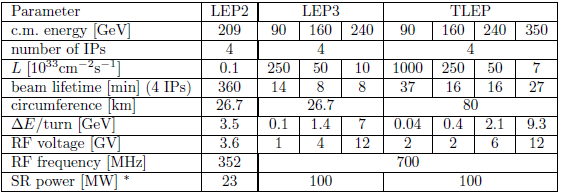 Parameter LEP2 LEP3 TLEP
c.m. energy [GeV] 209 90 160 240 90 160 240 350
number of IPs 4 4 4
L [10^33 cm^−2 s^−1] 0.1 250 50 10 1000 250 50 7
beam lifetime [min] (4 IPs) 360 14 8 8 37 16 16 27
circumference [km] 26.7 26.7 80
ΔE/turn [GeV] 3.5 0.1 1.4 7 0.04 0.4 2.1 9.3
RF voltage [GV] 3.6 1 4 12 2 2 6 12
RF frequency [MHz] 352 700
SR power [MW] * 23 100 100